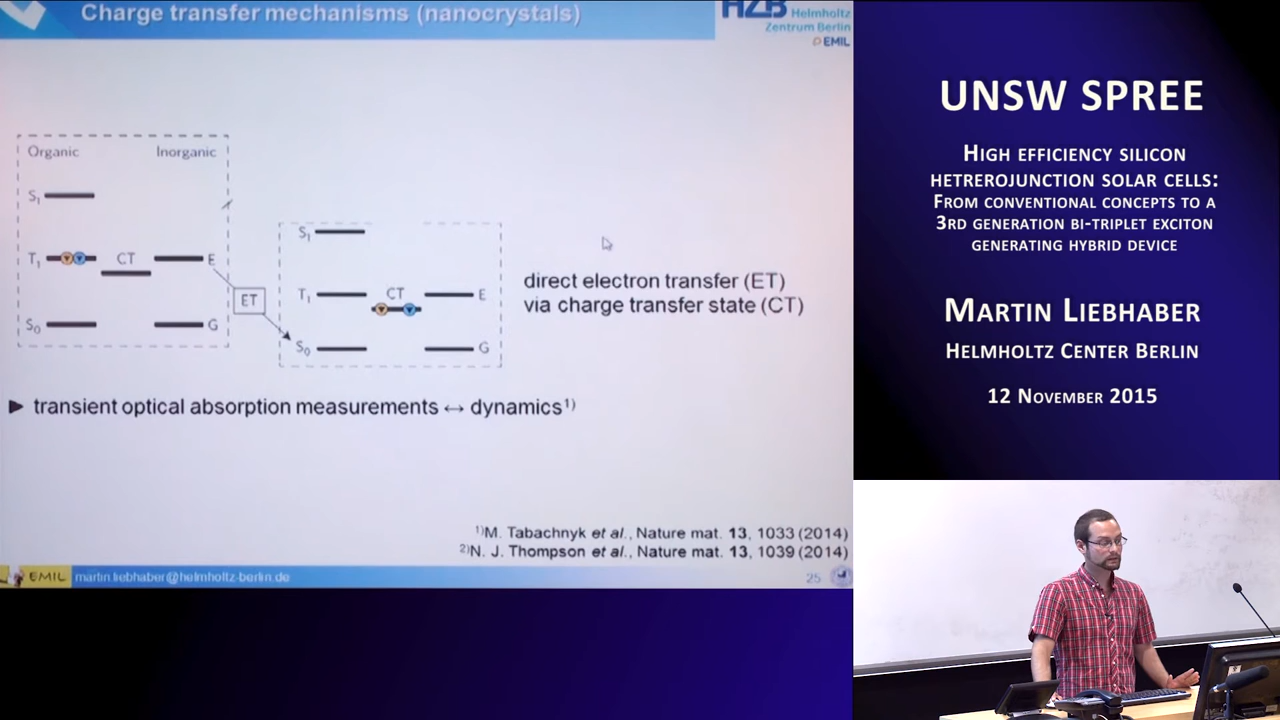 Charge transfer mechanisms (nanocrystals)
HZB Helmholtz
Zentrum Berlin
EMIL
Organic Inorganic
S1
T1 CT E
S0 G
ET
S1
T1 CT E
S0 G
direct electron transfer (ET)
via charge transfer state (CT)
► transient optical absorption measurements ↔ dynamics1)
1)M. Tabachnyk et al., Nature mat. 13, 1033 (2014)
2)N. J. Thompson et al., Nature mat. 13, 1039 (2014)
EMIL martin.liebhaber@helmholtz-berlin.de 25
UNSW SPREE
High efficiency silicon
hetrerojunction solar cells:
From conventional concepts to a
3rd generation bi-triplet exciton
generating hybrid device
Martin Liebhaber
Helmholtz Center Berlin
12 November 2015